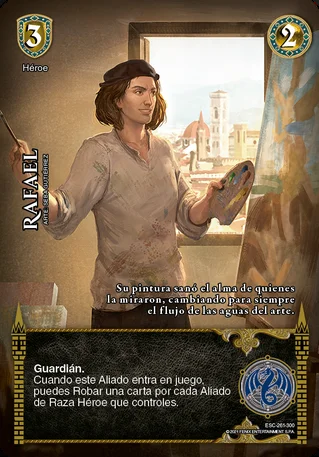 3
2
Héroe
RAFAEL
ARTE: SEBA GUTIÉRREZ
Su pintura sanó el alma de quienes
la miraron, cambiando para siempre
el flujo de las aguas del arte.
Guardián.
Cuando este Aliado entra en juego,
puedes Robar una carta por cada Aliado
de Raza Héroe que controles.
ESC-261-300
©2021 FENIX ENTERTAINMENT S.P.A.